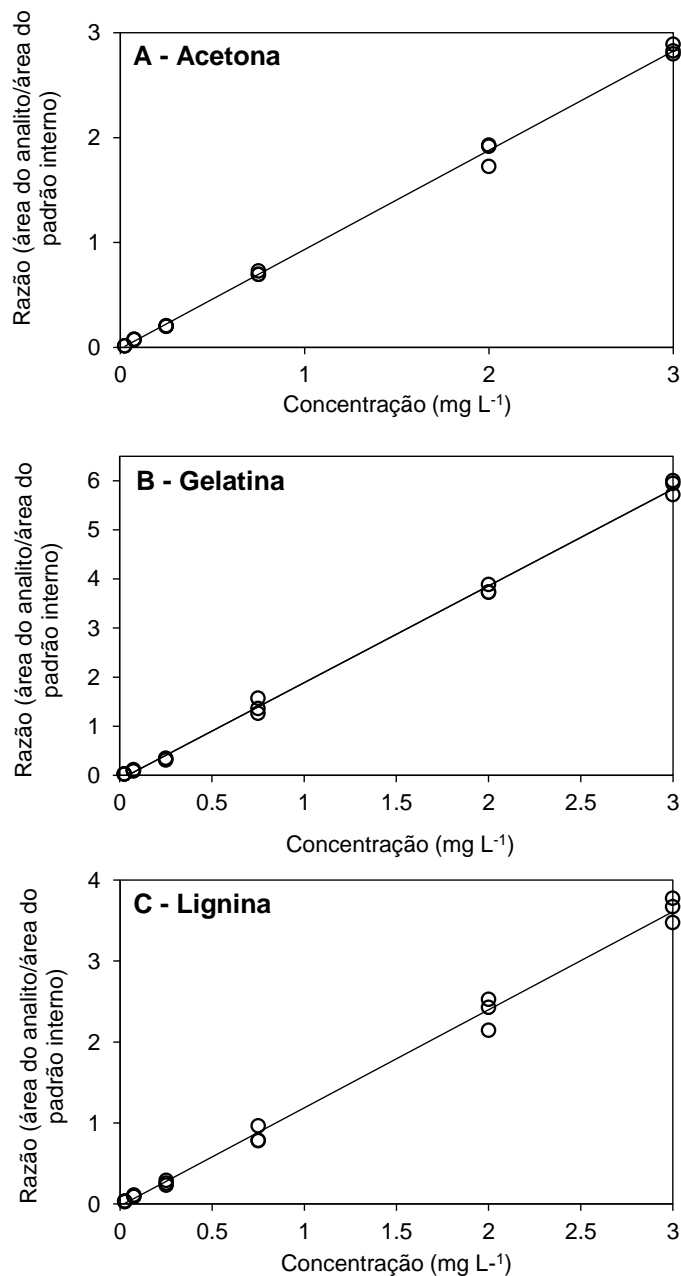 A - Acetona
Razão (área do analito/área do
padrão interno)
3
2
1
0
0 1 2 3
Concentração (mg L⁻¹)
B - Gelatina
Razão (área do analito/área do
padrão interno)
6
5
4
3
2
1
0
0 0.5 1 1.5 2 2.5 3
Concentração (mg L⁻¹)
C - Lignina
Razão (área do analito/área do
padrão interno)
4
3
2
1
0
0 0.5 1 1.5 2 2.5 3
Concentração (mg L-¹)